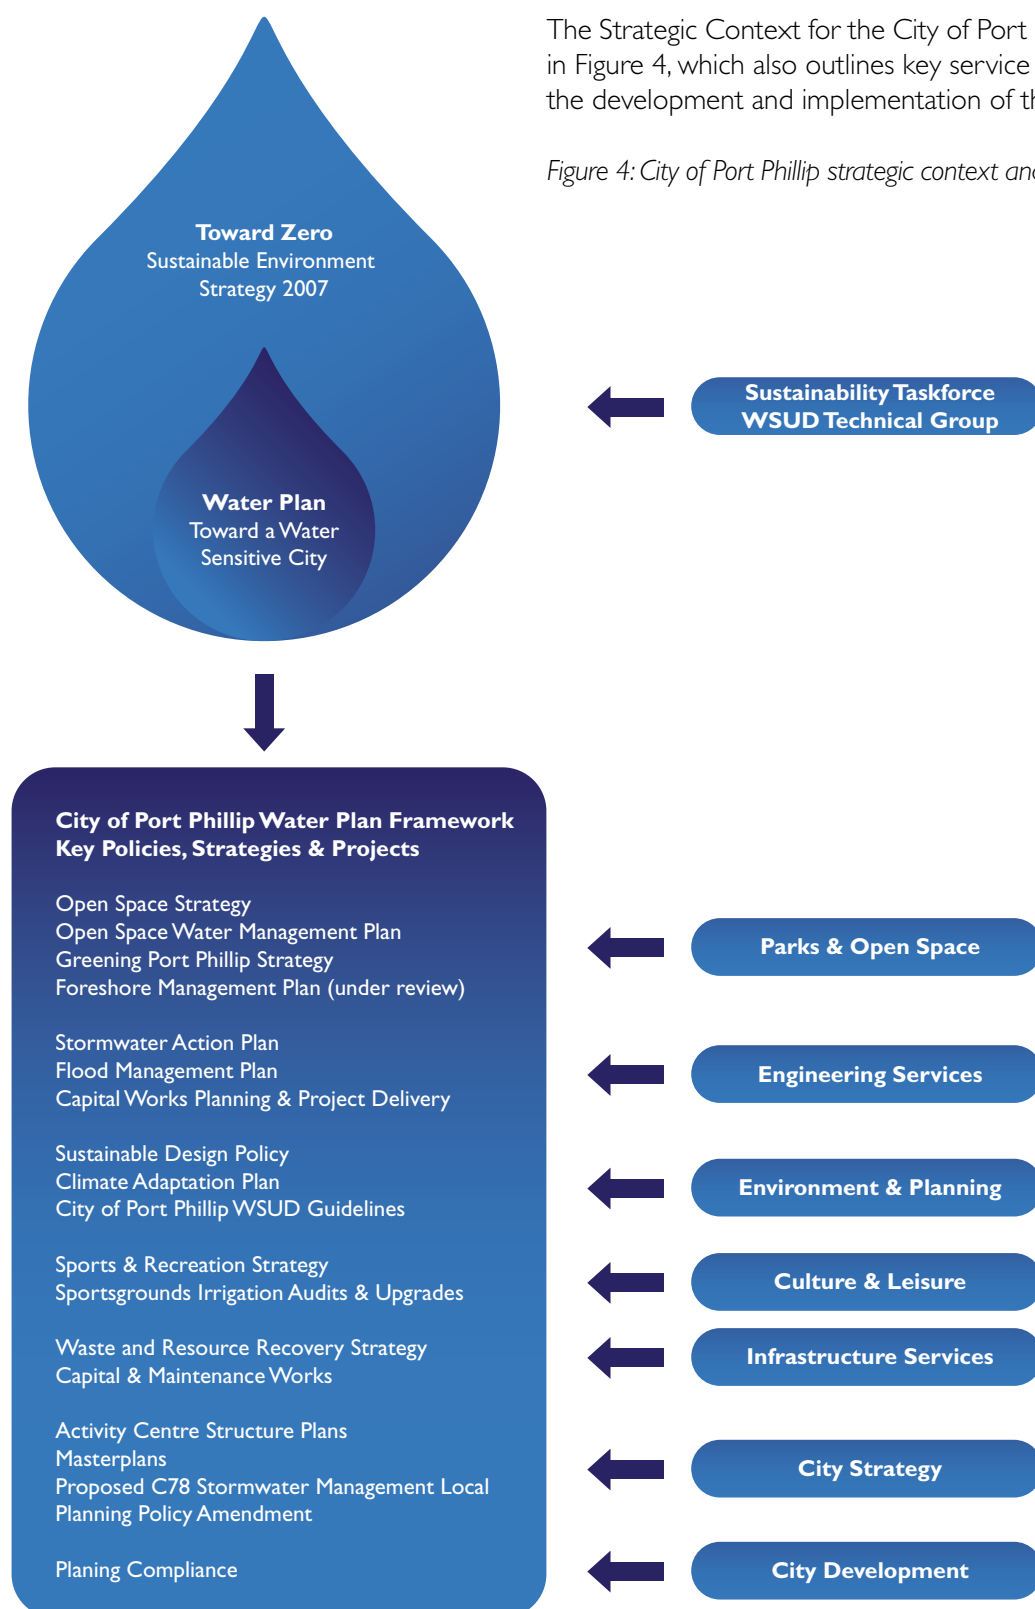 The Strategic Context for the City of Port
in Figure 4, which also outlines key service
the development and implementation of th
Figure 4: City of Port Phillip strategic context and
Toward Zero
Sustainable Environment
Strategy 2007
Sustainability Taskforce
WSUD Technical Group
Water Plan
Toward a Water
Sensitive City
City of Port Phillip Water Plan Framework
Key Policies, Strategies & Projects
Open Space Strategy
Open Space Water Management Plan
Greening Port Phillip Strategy
Foreshore Management Plan (under review)
Parks & Open Space
Stormwater Action Plan
Flood Management Plan
Capital Works Planning & Project Delivery
Engineering Services
Sustainable Design Policy
Climate Adaptation Plan
City of Port Phillip WSUD Guidelines
Environment & Planning
Sports & Recreation Strategy
Sportsgrounds Irrigation Audits & Upgrades
Culture & Leisure
Waste and Resource Recovery Strategy
Capital & Maintenance Works
Infrastructure Services
Activity Centre Structure Plans
Masterplans
Proposed C78 Stormwater Management Local
Planning Policy Amendment
City Strategy
Planing Compliance
City Development